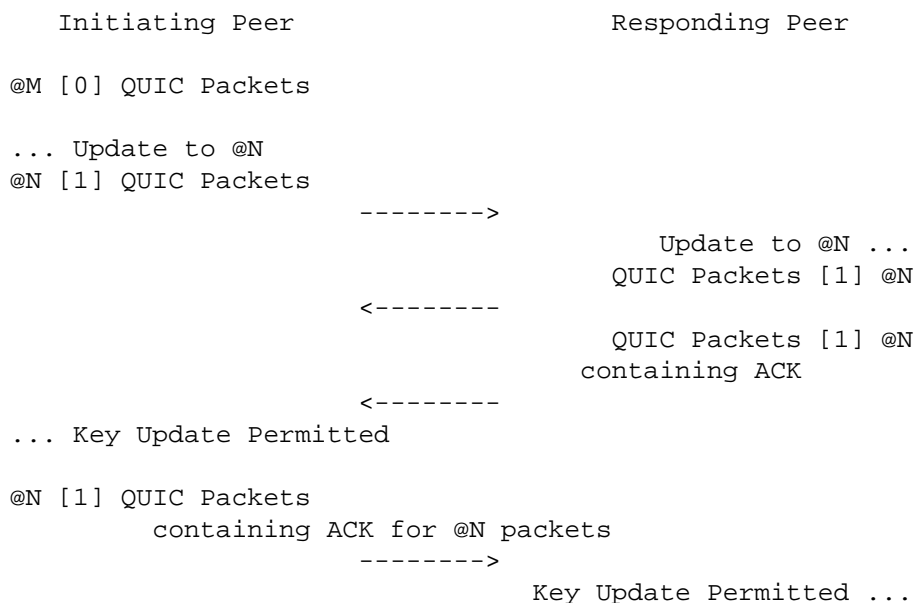 Initiating Peer                    Responding Peer
@M [0] QUIC Packets
... Update to @N
@N [1] QUIC Packets
-------->
Update to @N ...
QUIC Packets [1] @N
<--------
QUIC Packets [1] @N
containing ACK
<--------
... Key Update Permitted
@N [1] QUIC Packets
containing ACK for @N packets
-------->
Key Update Permitted ...